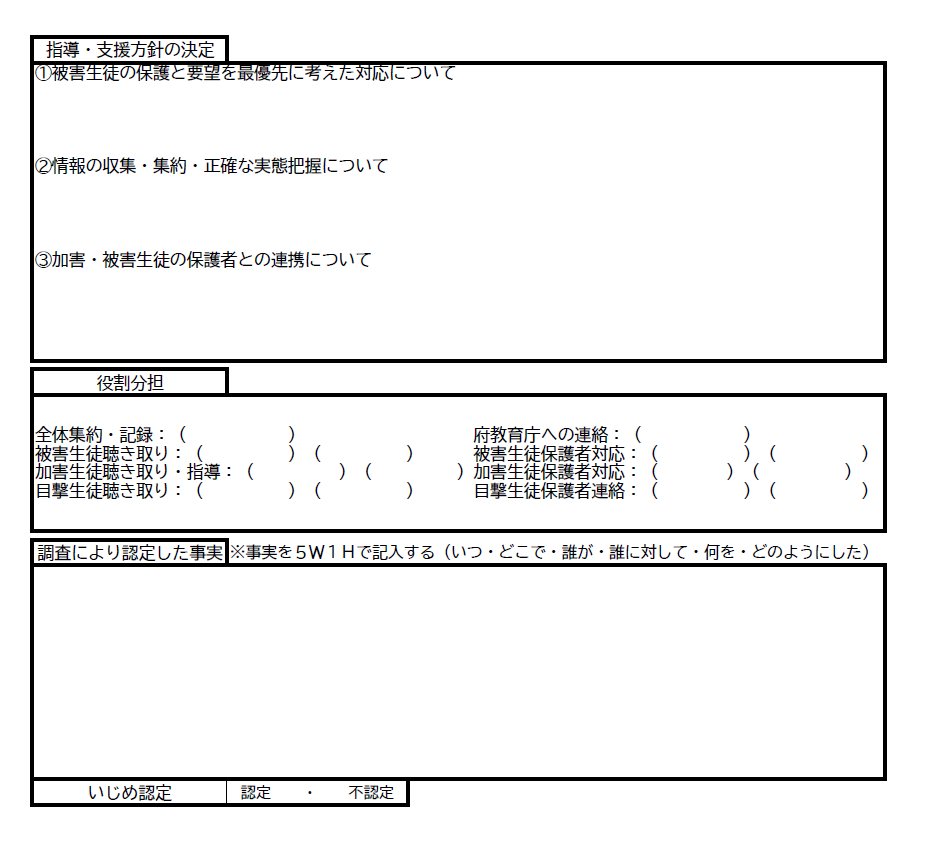 指導・支援方針の決定
①被害生徒の保護と要望を最優先に考えた対応について
②情報の収集・集約・正確な実態把握について
③加害・被害生徒の保護者との連携について
役割分担
全体集約・記録：（　　　　　　）　　　　　　　　　　　府教育庁への連絡：（　　　　　　）
被害生徒聴き取り：（　　　　　）（　　　　　）　　　　被害生徒保護者対応：（　　　　　）（　　　　　）
加害生徒聴き取り・指導：（　　　　　）（　　　　　）加害生徒保護者対応：（　　　　）（　　　　　）
目撃生徒聴き取り：（　　　　　）（　　　　　）　　　　目撃生徒保護者連絡：（　　　　　）（　　　　　）
調査により認定した事実 ※事実を５Ｗ１Ｈで記入する（いつ・どこで・誰が・誰に対して・何を・どのようにした）
いじめ認定　認定　　・　　不認定